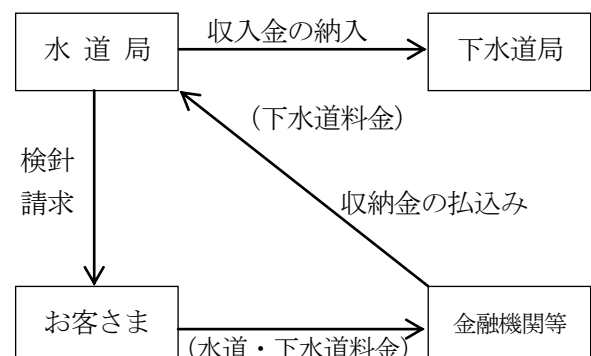 水 道 局
収入金の納入
下水道局
(下水道料金)
検針
請求
収納金の払込み
お客さま
(水道・下水道料金)
金融機関等